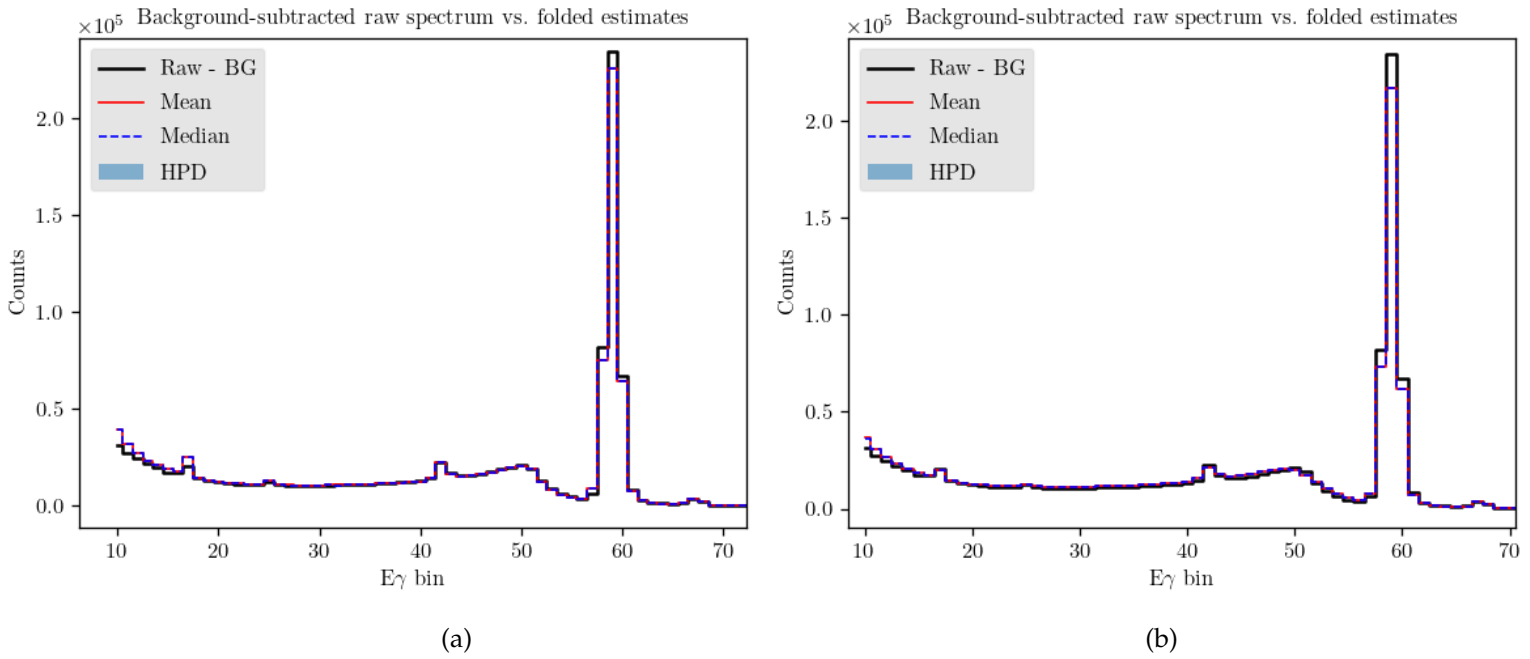 Background-subtracted raw spectrum vs. folded estimates
×10⁵
Raw - BG
Mean
Median
HPD
Counts
2.0
1.5
1.0
0.5
0.0
10 20 30 40 50 60 70
Eγ bin
(a)
Background-subtracted raw spectrum vs. folded estimates
×10⁵
Raw - BG
Mean
Median
HPD
Counts
2.0
1.5
1.0
0.5
0.0
10 20 30 40 50 60 70
Eγ bin
(b)